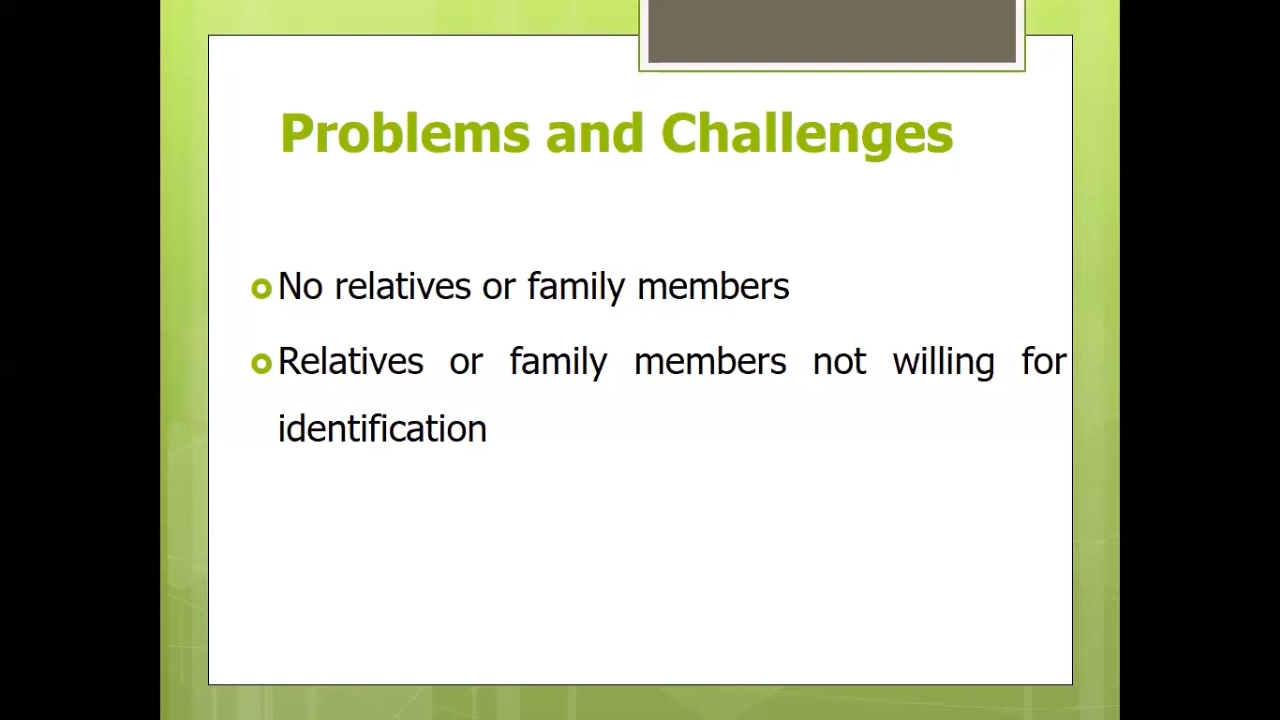 Problems and Challenges
No relatives or family members
Relatives or family members not willing for
identification